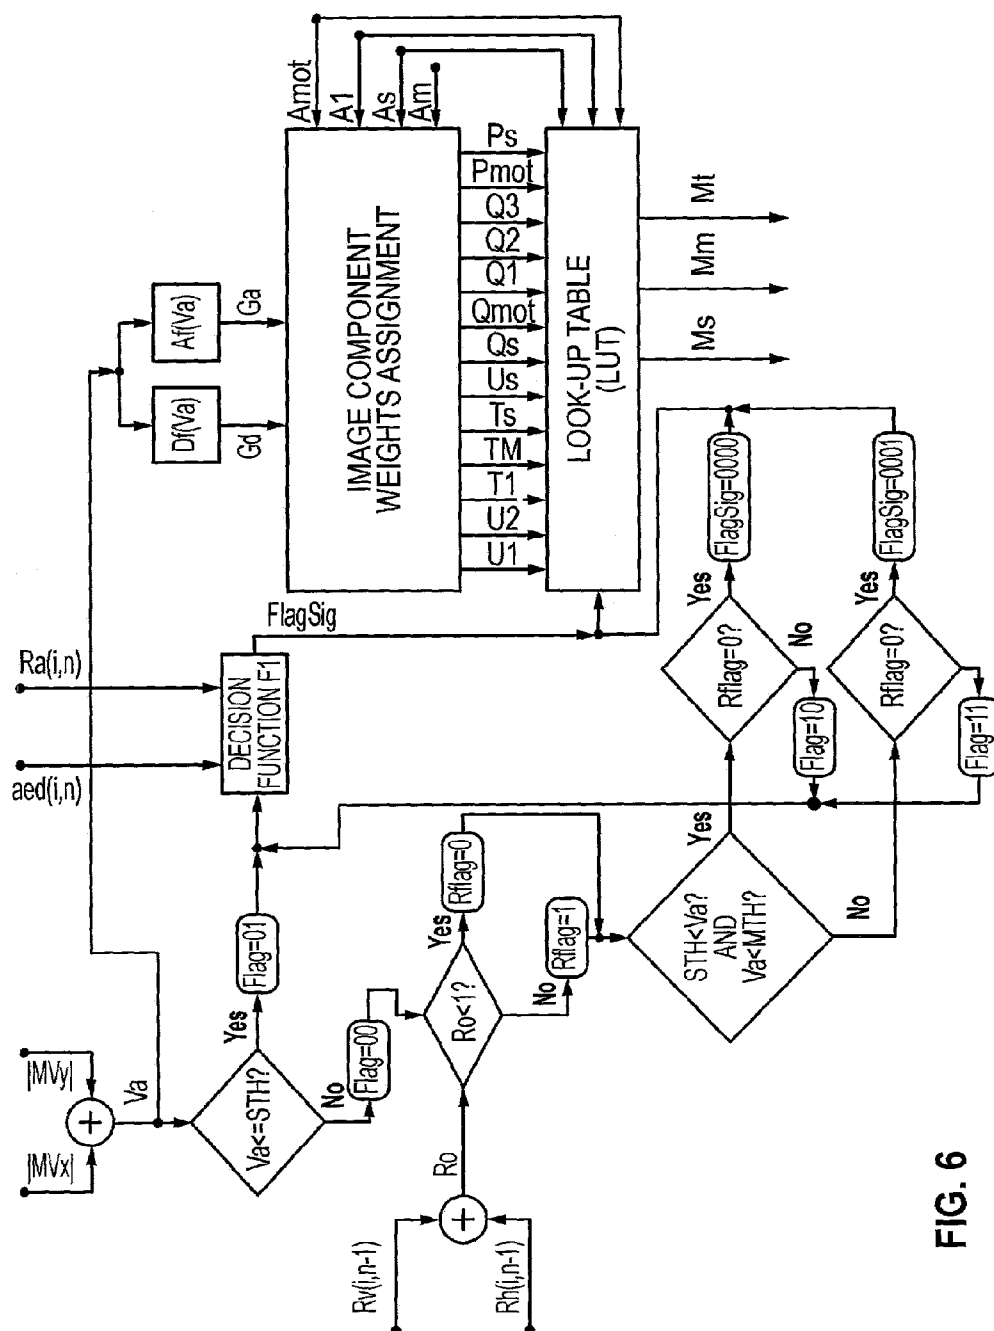 |MVx|
|MVy|
+
Va
Va<=STH?
Yes
Flag=01
No
Flag=00
aed(i,n)
Ra(i,n)
DECISION
FUNCTION F1
FlagSig
Df(Va)
Af(Va)
Gd
Ga
IMAGE COMPONENT
WEIGHTS ASSIGNMENT
Amot
A1
As
Am
U1
U2
T1
TM
Ts
Us
Qs
Qmot
Q1
Q2
Q3
Pmot
Ps
LOOK-UP TABLE
(LUT)
Ms
Mm
Mt
Rv(i,n-1)
Rh(i,n-1)
+
Ro
Ro<1?
Yes
Rflag=0
No
Rflag=1
STH<Va?
AND
Va<MTH?
Yes
No
Rflag=0?
Yes
FlagSig=0000
No
Flag=10
Rflag=0?
Yes
FlagSig=0001
Flag=11
FIG. 6